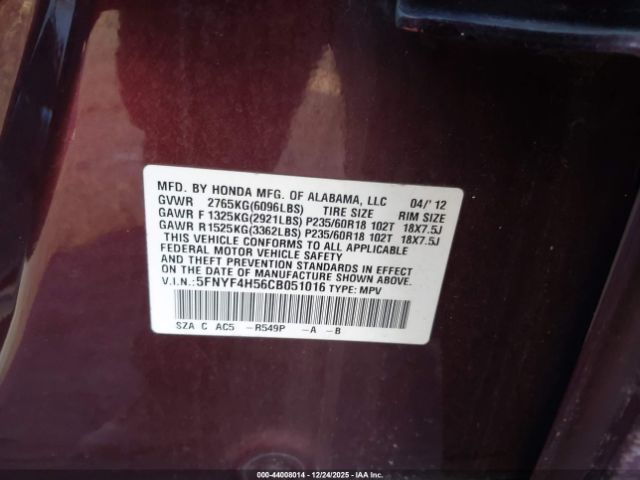 MFD. BY HONDA MFG. OF ALABAMA, LLC 04/'12
GVWR 2765KG(6096LBS) TIRE SIZE RIM SIZE
GAWR F 1325KG(2921LBS) P235/60R18 102T 18X7.5J
GAWR R1525KG(3362LBS) P235/60R18 102T 18X7.5J
THIS VEHICLE CONFORMS TO ALL APPLICABLE
FEDERAL MOTOR VEHICLE SAFETY
AND THEFT PREVENTION STANDARDS IN EFFECT
ON THE DATE OF MANUFACTURE SHOWN ABOVE.
V.I.N.:5FNYF4H56CB051016 TYPE: MPV
SZA C AC5 -R549P -A -B
000-44008014 - 12/24/2025 - IAAI.COM